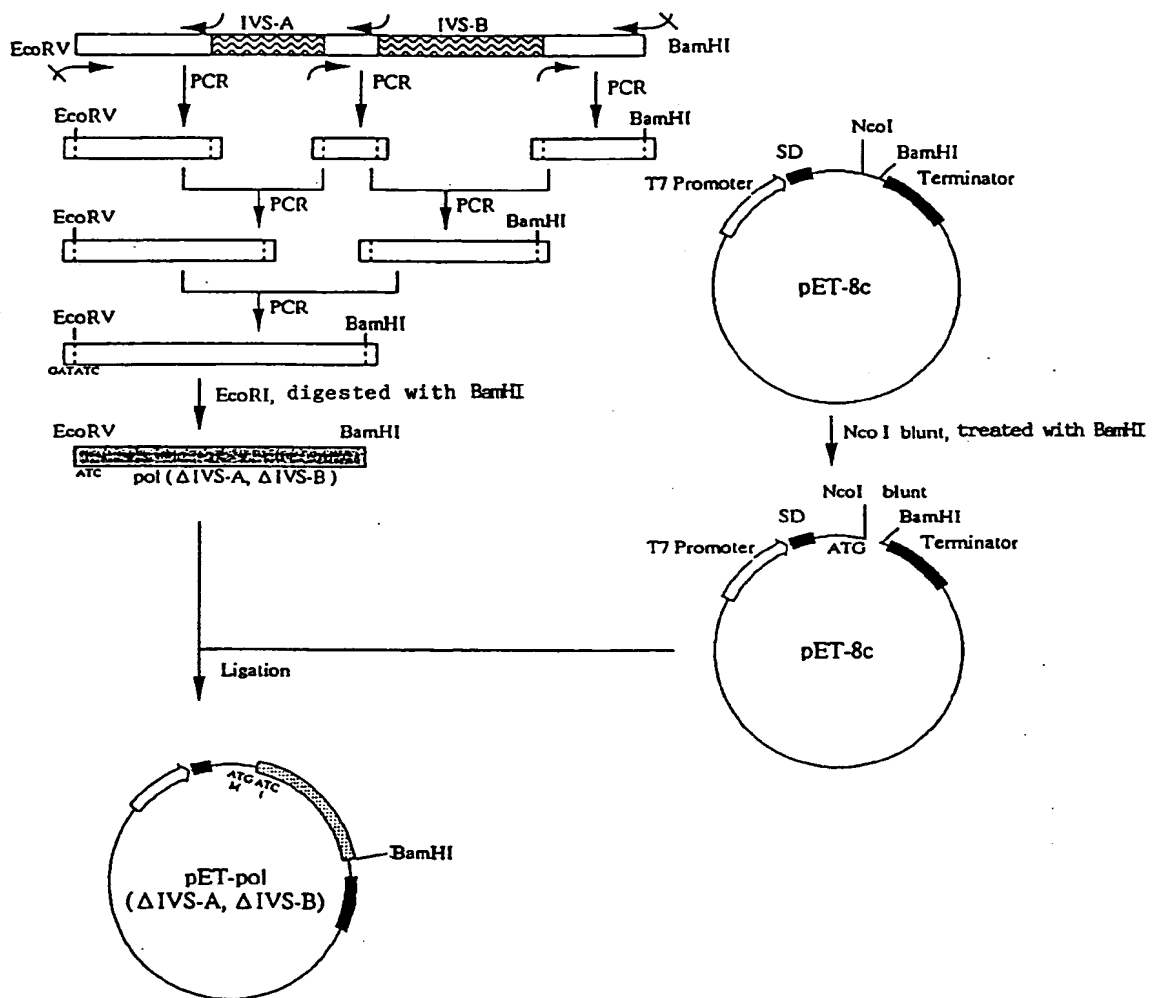 IVS-A IVS-B
EcoRV BamHI
PCR PCR PCR
EcoRV BamHI
PCR PCR
EcoRV BamHI
PCR
EcoRV BamHI
GATATC
EcoRI, digested with BamHI
EcoRV BamHI
ATC
pol (ΔIVS-A, ΔIVS-B)
NcoI
SD BamHI
T7 Promoter Terminator
pET-8c
Nco I blunt, treated with BamHI
NcoI blunt
SD BamHI
T7 Promoter ATG Terminator
pET-8c
Ligation
ATG ATC
M I
BamHI
pET-pol
(ΔIVS-A, ΔIVS-B)